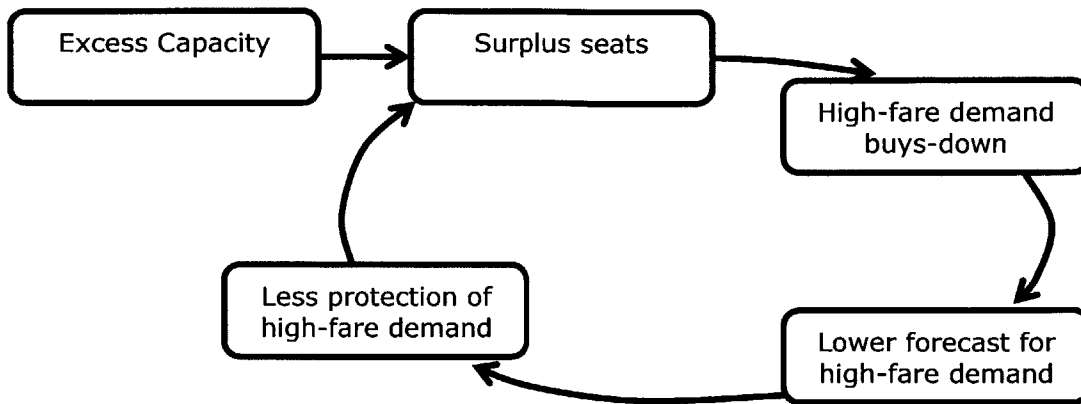 Excess Capacity
Surplus seats
High-fare demand
buys-down
Less protection of
high-fare demand
Lower forecast for
high-fare demand